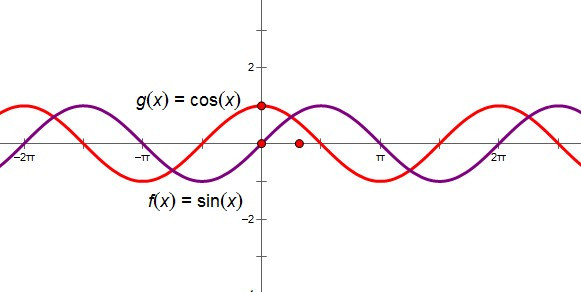 2
g(x) = cos(x)
−2π
−π
π
2π
f(x) = sin(x)
−2